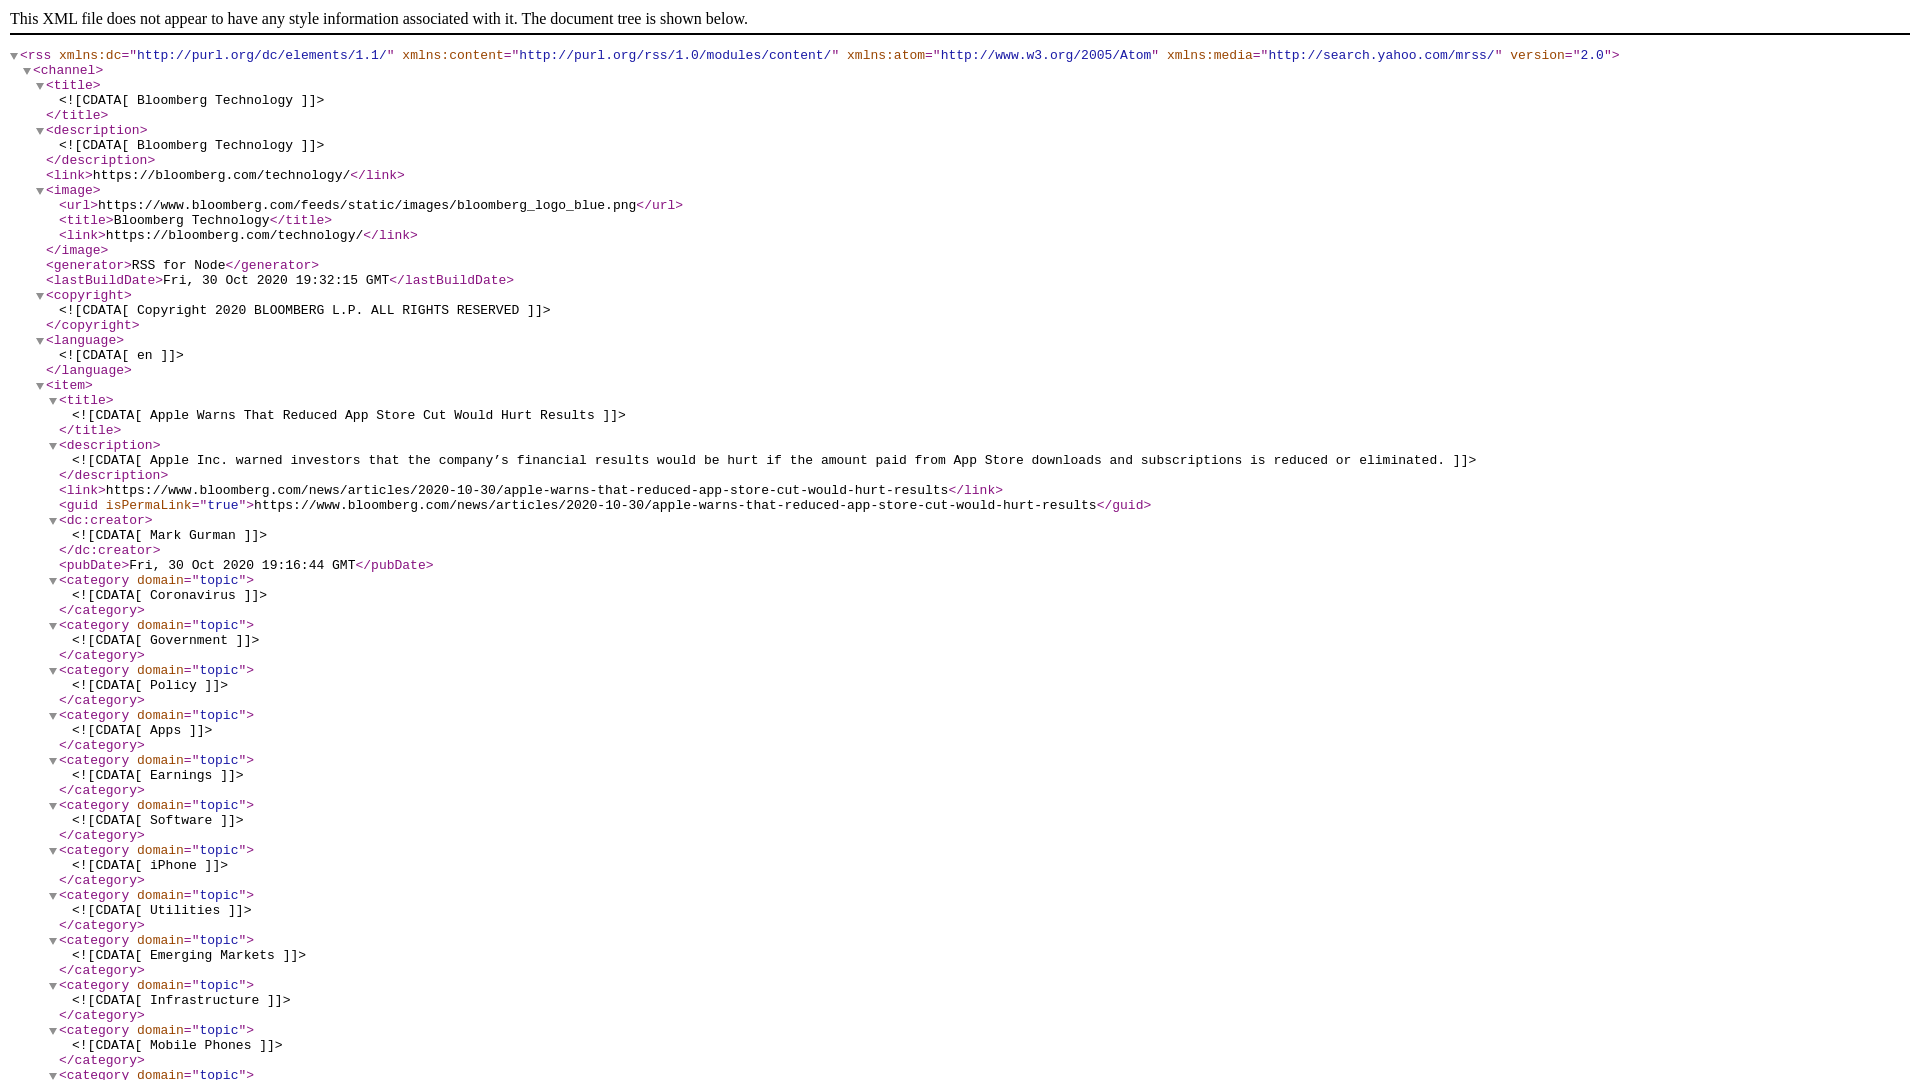 This XML file does not appear to have any style information associated with it. The document tree is shown below.
<rss xmlns:dc="http://purl.org/dc/elements/1.1/" xmlns:content="http://purl.org/rss/1.0/modules/content/" xmlns:atom="http://www.w3.org/2005/Atom" xmlns:media="http://search.yahoo.com/mrss/" version="2.0">
<channel>
<title>
<![CDATA[ Bloomberg Technology ]]>
</title>
<description>
<![CDATA[ Bloomberg Technology ]]>
</description>
<link>https://bloomberg.com/technology/</link>
<image>
<url>https://www.bloomberg.com/feeds/static/images/bloomberg_logo_blue.png</url>
<title>Bloomberg Technology</title>
<link>https://bloomberg.com/technology/</link>
</image>
<generator>RSS for Node</generator>
<lastBuildDate>Fri, 30 Oct 2020 19:32:15 GMT</lastBuildDate>
<copyright>
<![CDATA[ Copyright 2020 BLOOMBERG L.P. ALL RIGHTS RESERVED ]]>
</copyright>
<language>
<![CDATA[ en ]]>
</language>
<item>
<title>
<![CDATA[ Apple Warns That Reduced App Store Cut Would Hurt Results ]]>
</title>
<description>
<![CDATA[ Apple Inc. warned investors that the company’s financial results would be hurt if the amount paid from App Store downloads and subscriptions is reduced or eliminated. ]]>
</description>
<link>https://www.bloomberg.com/news/articles/2020-10-30/apple-warns-that-reduced-app-store-cut-would-hurt-results</link>
<guid isPermaLink="true">https://www.bloomberg.com/news/articles/2020-10-30/apple-warns-that-reduced-app-store-cut-would-hurt-results</guid>
<dc:creator>
<![CDATA[ Mark Gurman ]]>
</dc:creator>
<pubDate>Fri, 30 Oct 2020 19:16:44 GMT</pubDate>
<category domain="topic">
<![CDATA[ Coronavirus ]]>
</category>
<category domain="topic">
<![CDATA[ Government ]]>
</category>
<category domain="topic">
<![CDATA[ Policy ]]>
</category>
<category domain="topic">
<![CDATA[ Apps ]]>
</category>
<category domain="topic">
<![CDATA[ Earnings ]]>
</category>
<category domain="topic">
<![CDATA[ Software ]]>
</category>
<category domain="topic">
<![CDATA[ iPhone ]]>
</category>
<category domain="topic">
<![CDATA[ Utilities ]]>
</category>
<category domain="topic">
<![CDATA[ Emerging Markets ]]>
</category>
<category domain="topic">
<![CDATA[ Infrastructure ]]>
</category>
<category domain="topic">
<![CDATA[ Mobile Phones ]]>
</category>
<category domain="topic">